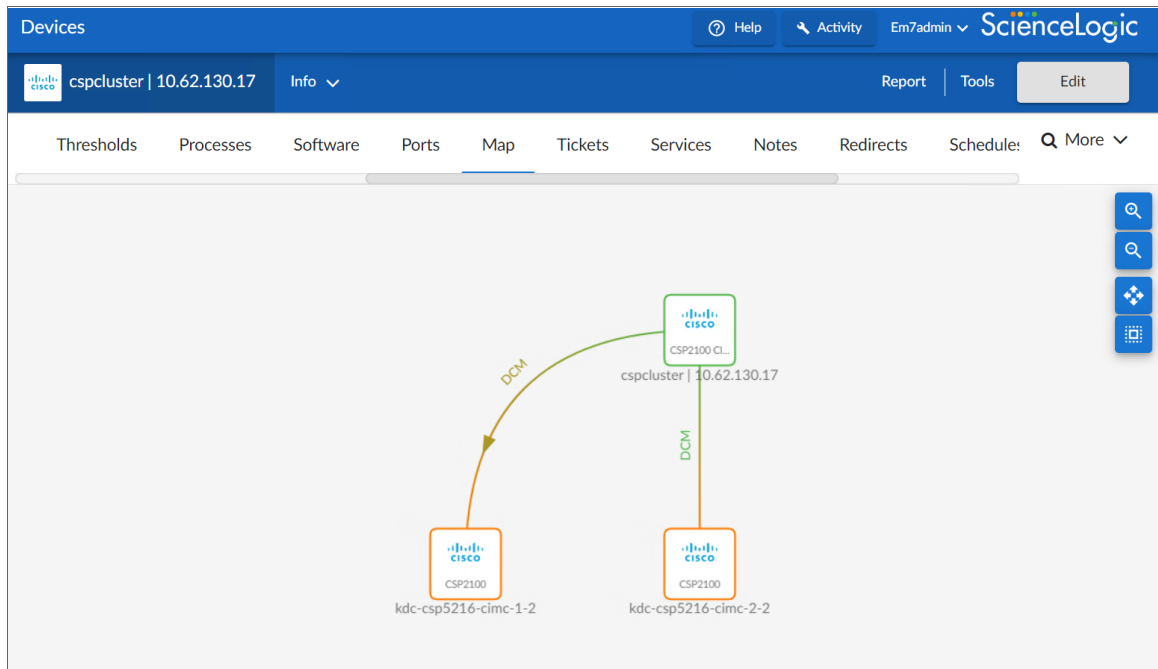 Devices
Help
Activity
Em7admin
ScienceLogic
cisco
cspcluster | 10.62.130.17
Info
Report
Tools
Edit
Thresholds
Processes
Software
Ports
Map
Tickets
Services
Notes
Redirects
Schedules
More
cisco
CSP2100 Cl...
cspcluster | 10.62.130.17
DCM
DCM
cisco
CSP2100
kdc-csp5216-cimc-1-2
cisco
CSP2100
kdc-csp5216-cimc-2-2